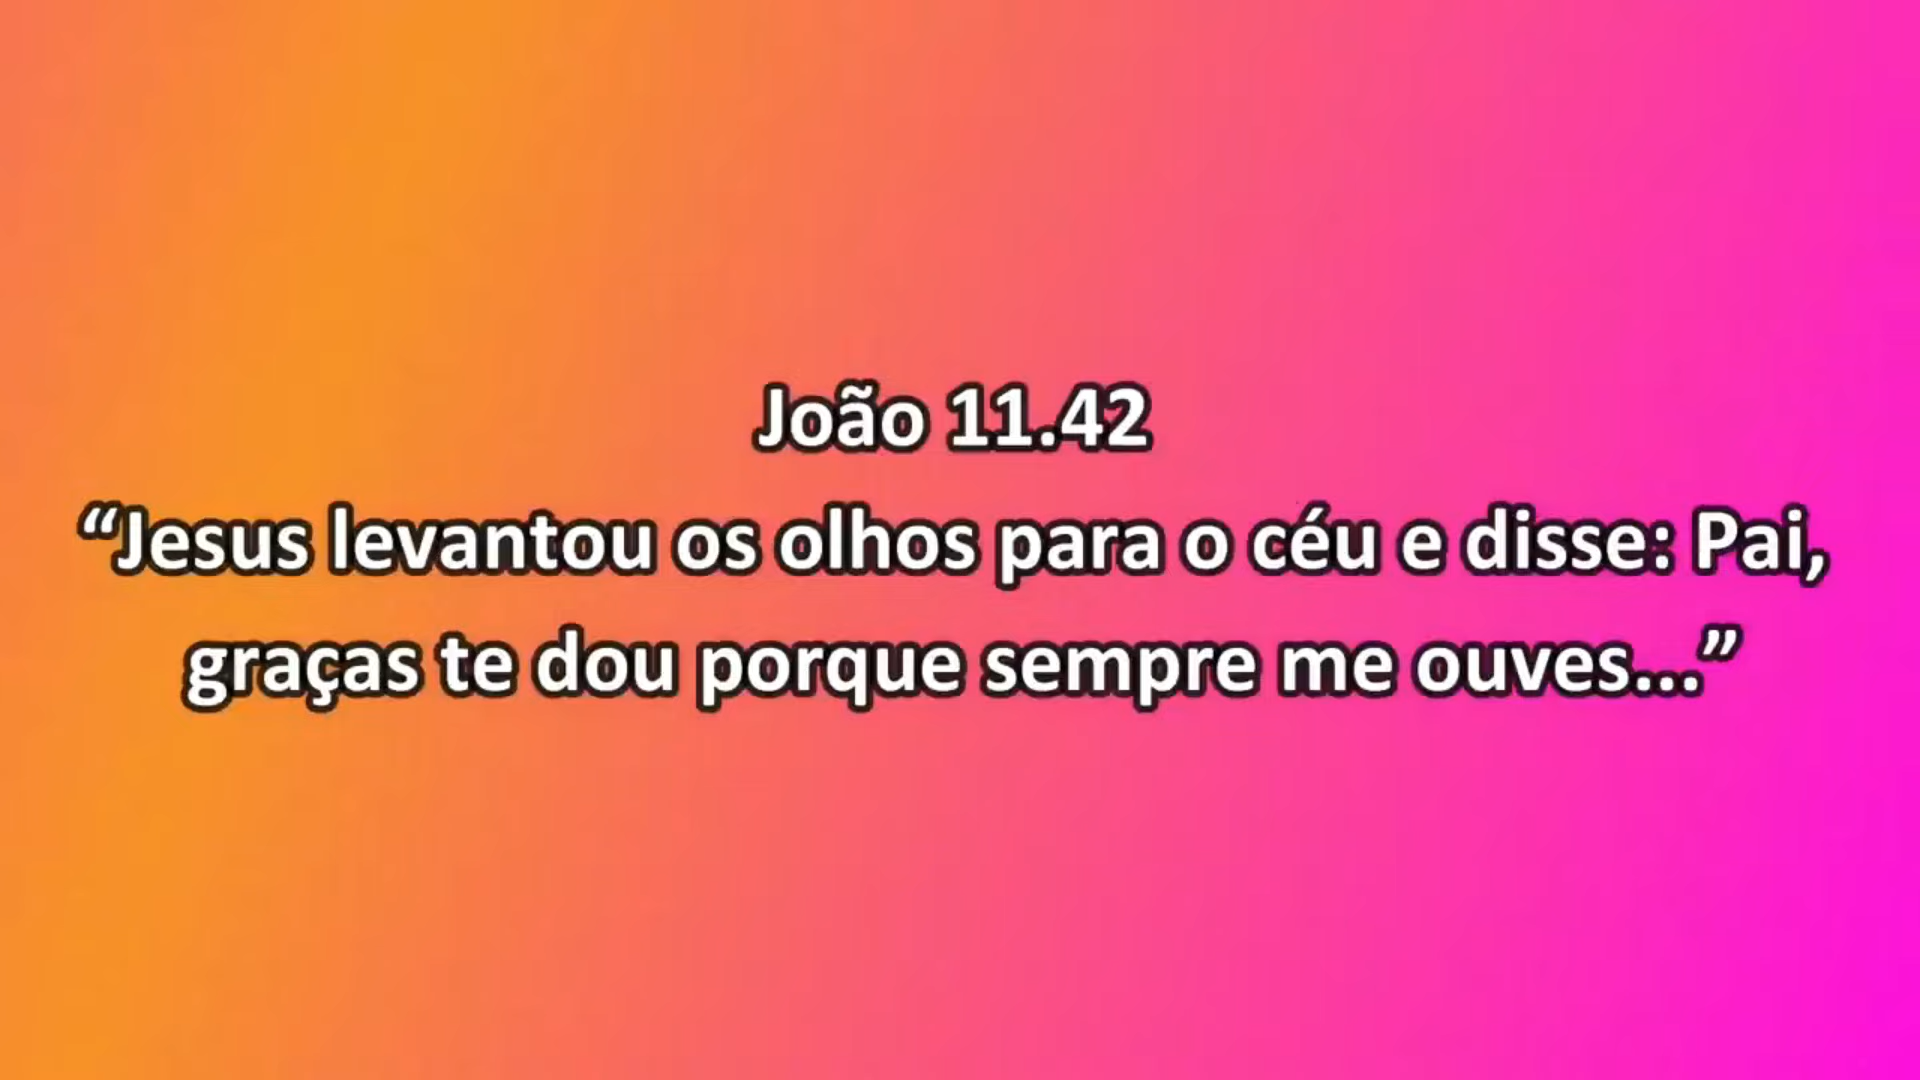 João 11.42
“Jesus levantou os olhos para o céu e disse: Pai,
graças te dou porque sempre me ouves...”